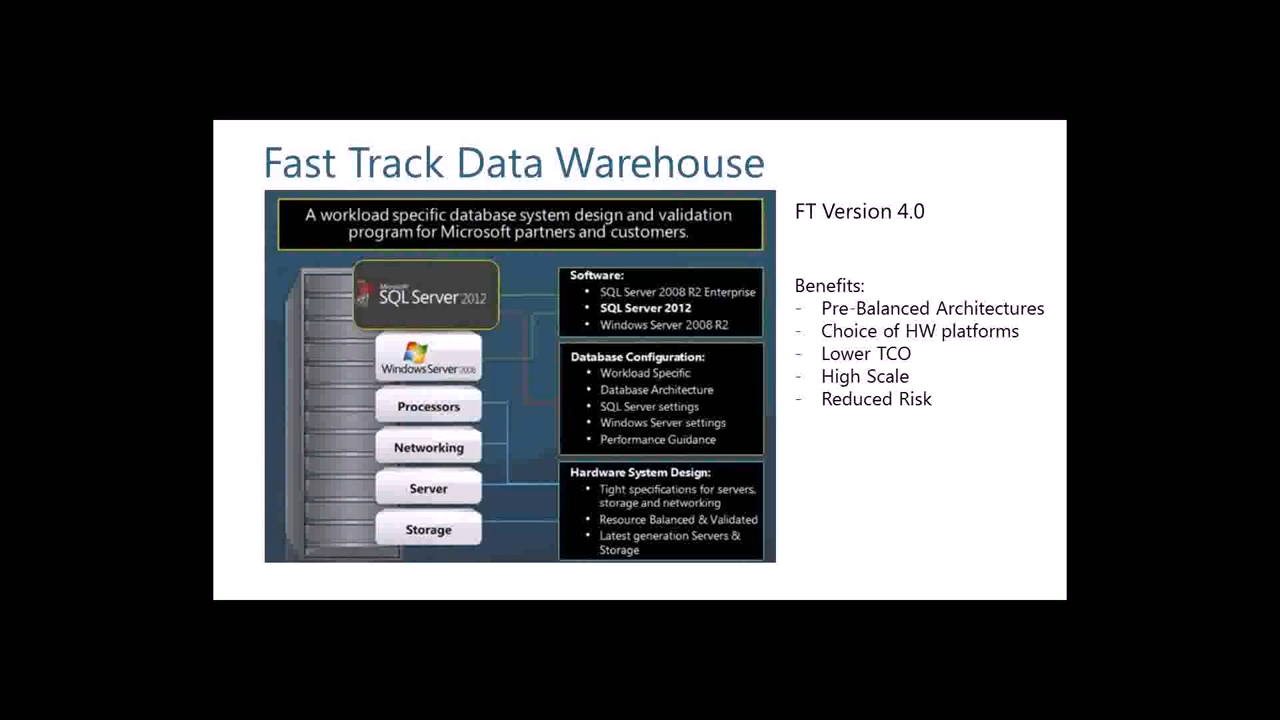 Fast Track Data Warehouse
A workload specific database system design and validation
program for Microsoft partners and customers.
Microsoft
SQL Server 2012
Windows Server 2008
Processors
Networking
Server
Storage
Software:
• SQL Server 2008 R2 Enterprise
• SQL Server 2012
• Windows Server 2008 R2
Database Configuration:
• Workload Specific
• Database Architecture
• SQL Server settings
• Windows Server settings
• Performance Guidance
Hardware System Design:
• Tight specifications for servers,
storage and networking
• Resource Balanced & Validated
• Latest generation Servers &
Storage
FT Version 4.0
Benefits:
- Pre-Balanced Architectures
- Choice of HW platforms
- Lower TCO
- High Scale
- Reduced Risk